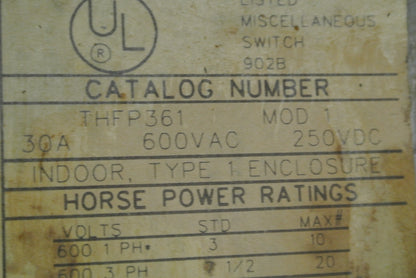 UL
®
LISTED
MISCELLANEOUS
SWITCH
902B
CATALOG NUMBER
THFP361 MOD 1
30A 600VAC 250VDC
INDOOR, TYPE 1 ENCLOSURE
HORSE POWER RATINGS
VOLTS STD MAX#
600 1 PH* 3 10
600 3 PH 7 1/2 20